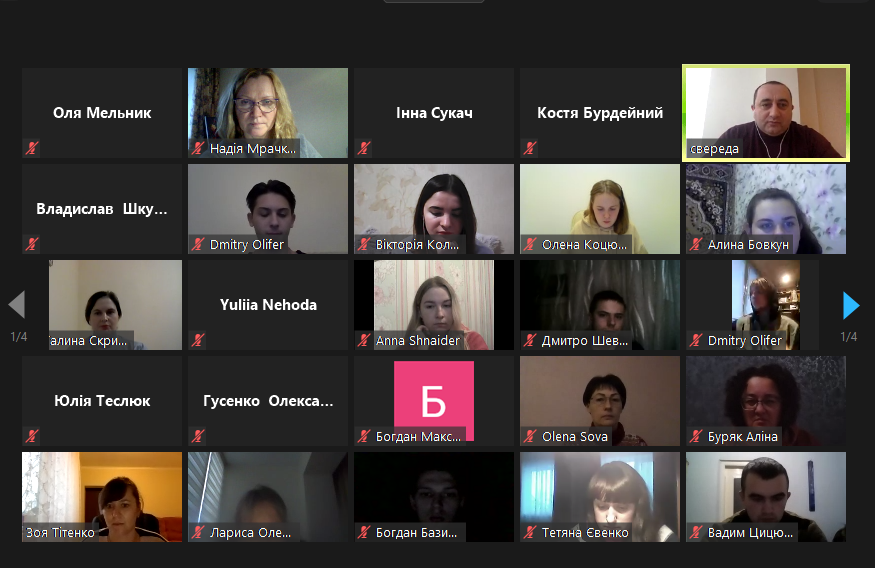 Оля Мельник
Надія Мрачк...
Інна Сукач
Костя Бурдейний
свереда
Владислав Шку...
Dmitry Olifer
Вікторія Кол...
Олена Коцю...
Алина Бовкун
алина Скри...
Yuliia Nehoda
Anna Shnaider
Дмитро Шев...
Dmitry Olifer
1/4
1/4
Юлія Теслюк
Гусенко Олекса...
Б
Богдан Макс...
Olena Sova
Буряк Аліна
Зоя Тітенко
Лариса Оле...
Богдан Бази...
Тетяна Євенко
Вадим Цицю...